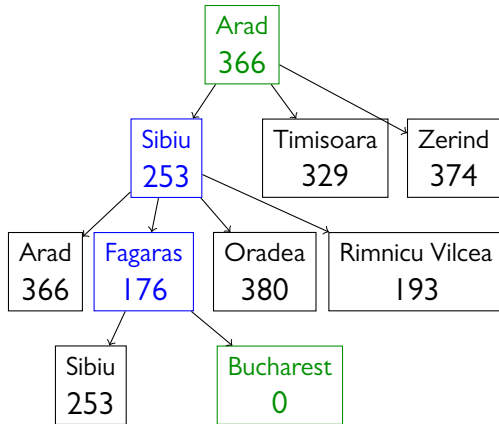 Arad
366
Sibiu
253
Timisoara
329
Zerind
374
Arad
366
Fagaras
176
Oradea
380
Rimnicu Vilcea
193
Sibiu
253
Bucharest
0